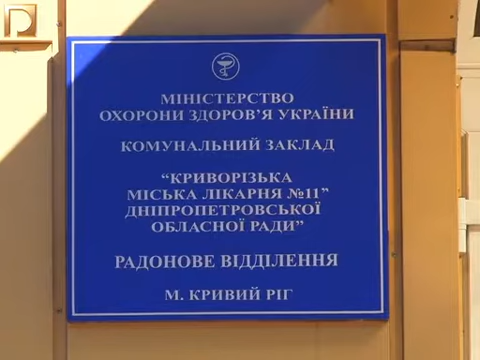 Р
МІНІСТЕРСТВО
ОХОРОНИ ЗДОРОВ'Я УКРАЇНИ
КОМУНАЛЬНИЙ ЗАКЛАД
“КРИВОРІЗЬКА
МІСЬКА ЛІКАРНЯ №11”
ДНІПРОПЕТРОВСЬКОЇ
ОБЛАСНОЇ РАДИ”
РАДОНОВЕ ВІДДІЛЕННЯ
М. КРИВИЙ РІГ